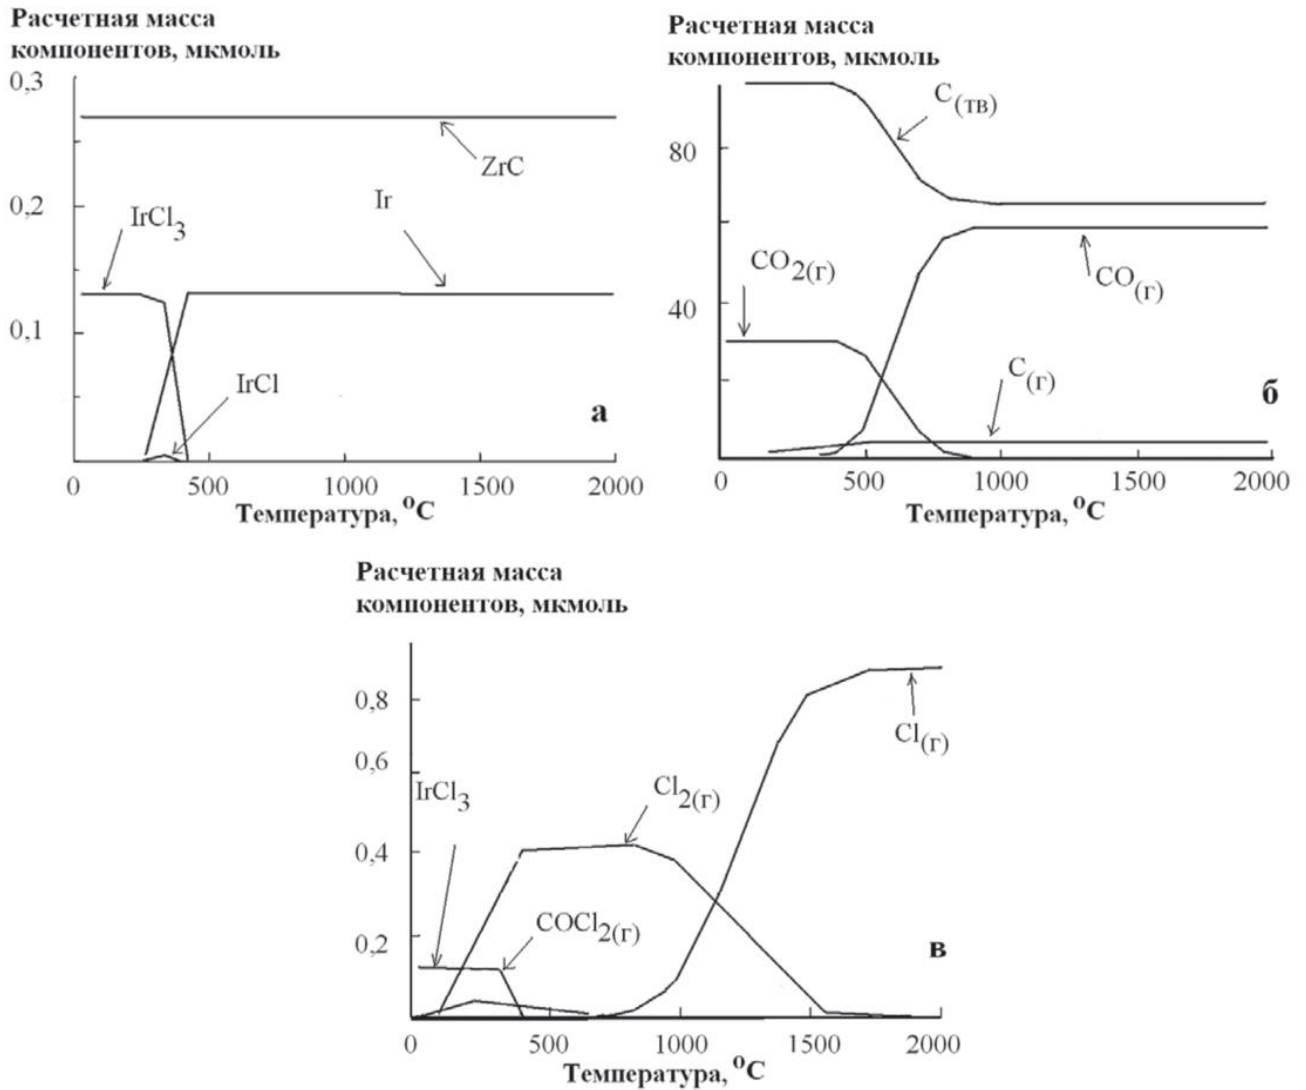 Расчетная масса
компонентов, мкмоль
0,3
ZrC
Ir
0,2
IrCl3
0,1
IrCl
а
0 500 1000 1500 2000
Температура, °С
Расчетная масса
компонентов, мкмоль
С(тв)
80
CO2(г)
CO(г)
40
C(г)
б
0 500 1000 1500 2000
Температура, °С
Расчетная масса
компонентов, мкмоль
0,8
Cl(г)
0,6
IrCl3
Cl2(г)
0,4
COCl2(г)
0,2
в
0 500 1000 1500 2000
Температура, °С